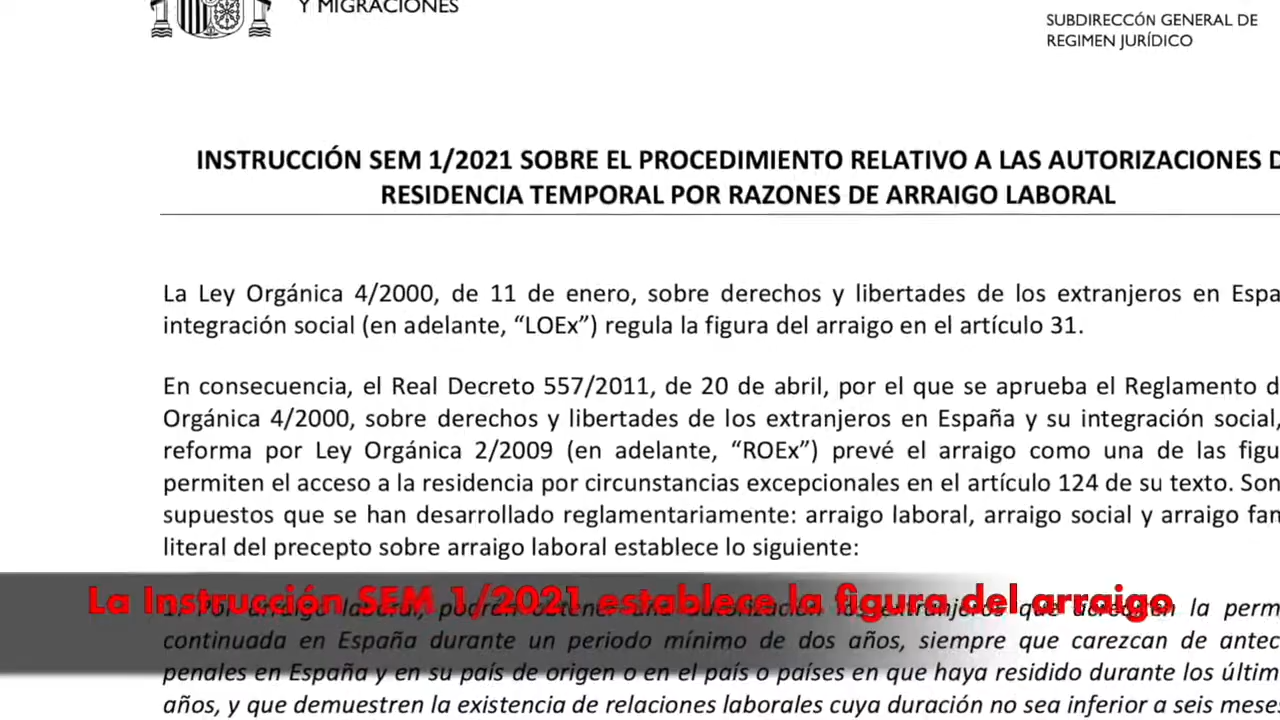 Y MIGRACIONES
SUBDIRECCÓN GENERAL DE
REGIMEN JURÍDICO
INSTRUCCIÓN SEM 1/2021 SOBRE EL PROCEDIMIENTO RELATIVO A LAS AUTORIZACIONES D
RESIDENCIA TEMPORAL POR RAZONES DE ARRAIGO LABORAL
La Ley Orgánica 4/2000, de 11 de enero, sobre derechos y libertades de los extranjeros en Espa
integración social (en adelante, “LOEx”) regula la figura del arraigo en el artículo 31.
En consecuencia, el Real Decreto 557/2011, de 20 de abril, por el que se aprueba el Reglamento d
Orgánica 4/2000, sobre derechos y libertades de los extranjeros en España y su integración social,
reforma por Ley Orgánica 2/2009 (en adelante, “ROEx”) prevé el arraigo como una de las figu
permiten el acceso a la residencia por circunstancias excepcionales en el artículo 124 de su texto. Son
supuestos que se han desarrollado reglamentariamente: arraigo laboral, arraigo social y arraigo fam
literal del precepto sobre arraigo laboral establece lo siguiente:
La Instrucción SEM 1/2021 establece la figura del arraigo
la perm
continuada en España durante un periodo mínimo de dos años, siempre que carezcan de antec
penales en España y en su país de origen o en el país o países en que haya residido durante los últim
años, y que demuestren la existencia de relaciones laborales cuya duración no sea inferior a seis meses